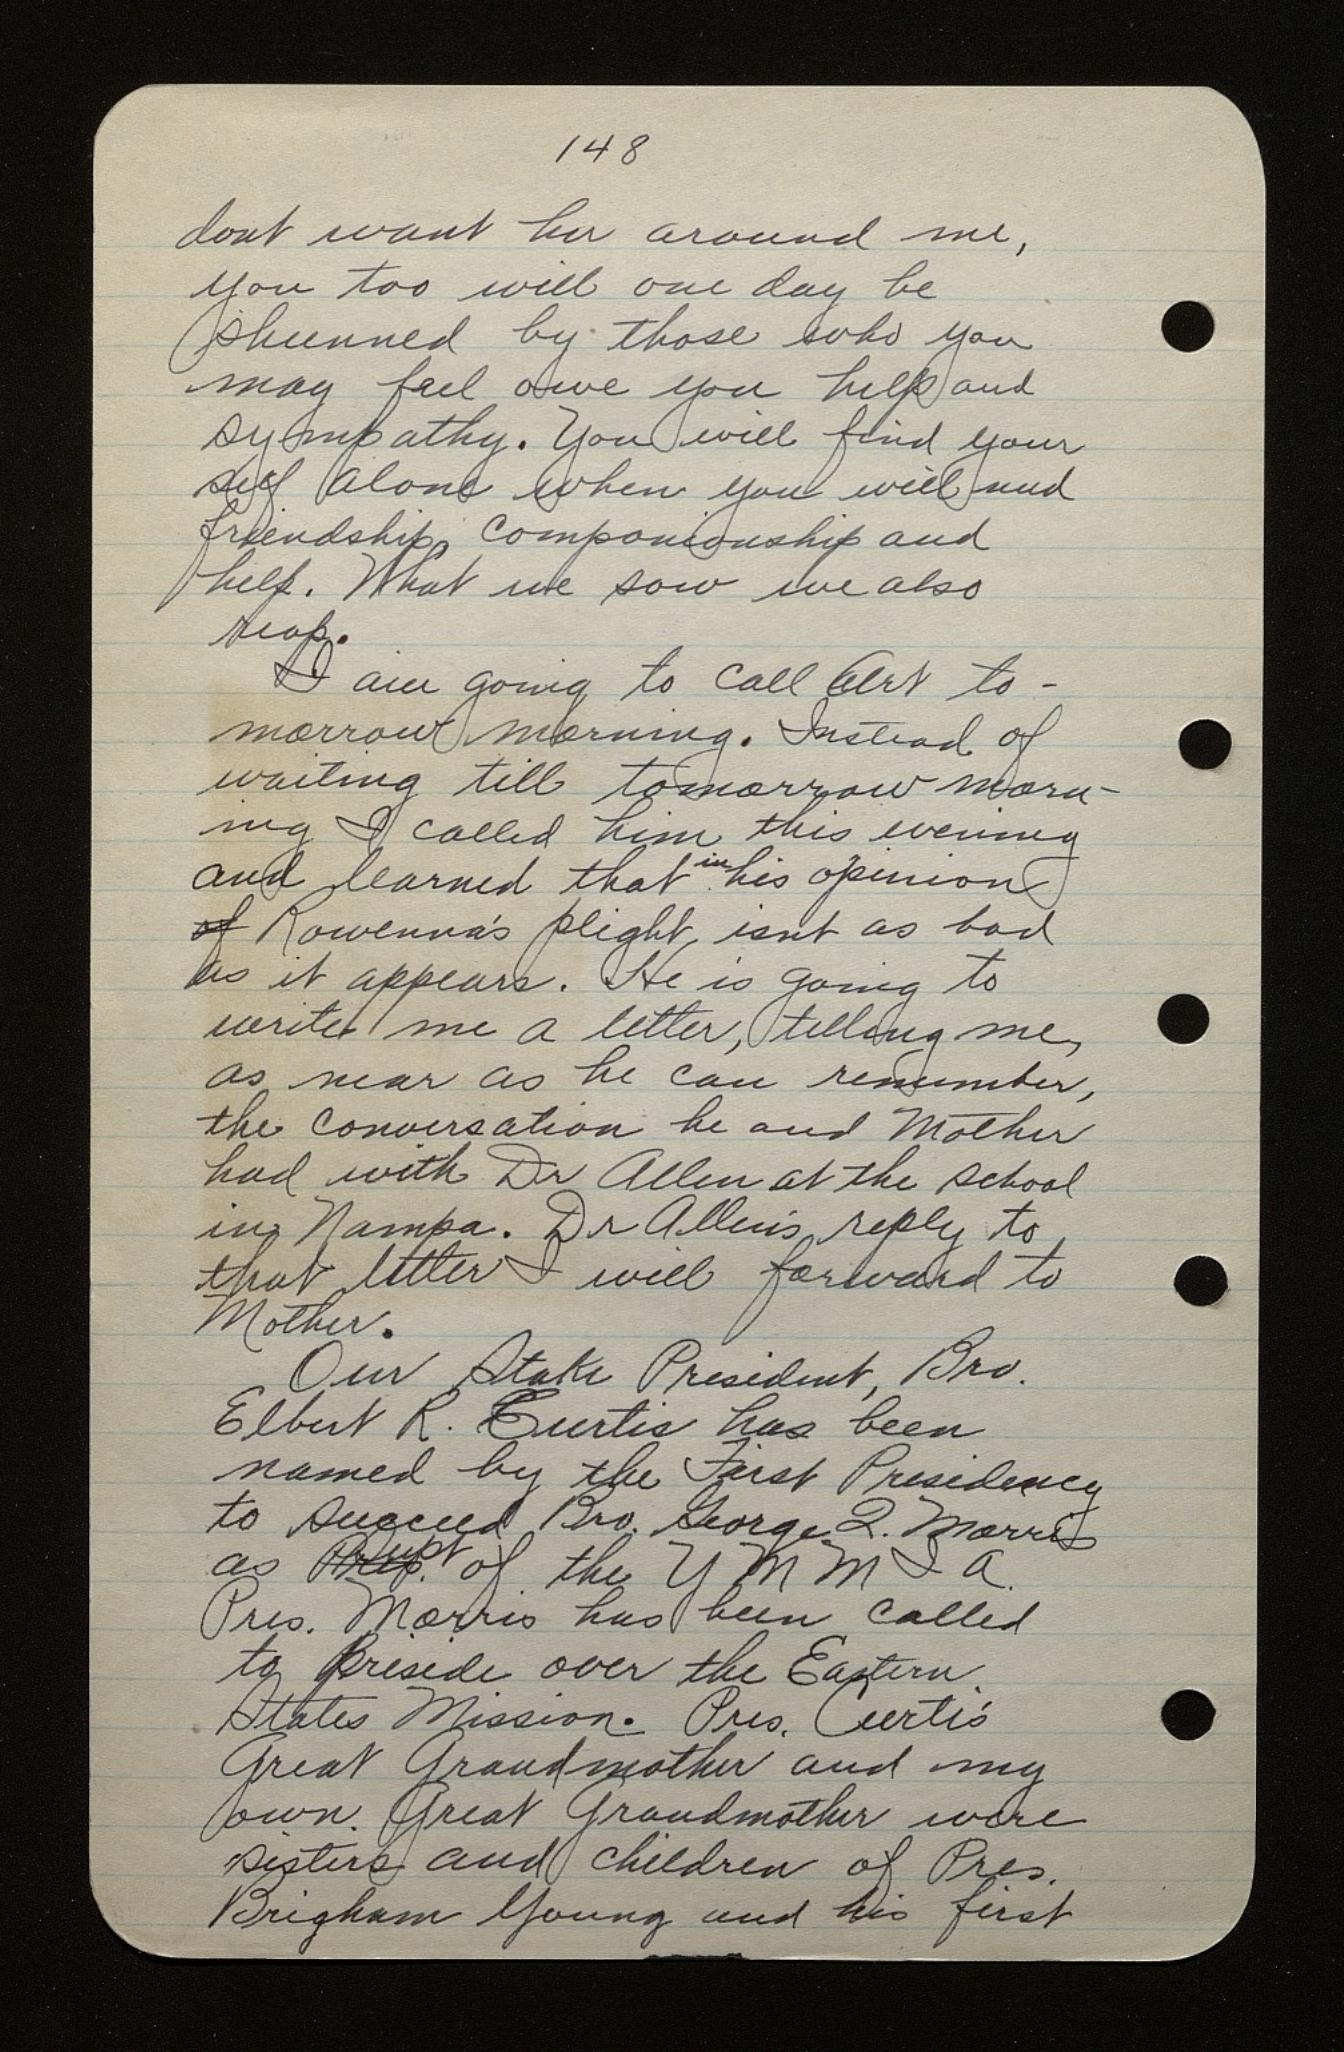 148
dont want her around me,
you too will one day be
shunned by those who you
may feel owe you help and
sympathy. You will find your
self alone when you will need
friendship, companionship and
help. What we sow we also
reap.
I am going to call Art to-
morrow morning. Instead of
waiting till tomorrow morn-
ing I called him this evening
and learned that in his opinion
of Rowenna's plight, isnt as bad
as it appears. He is going to
write me a letter, telling me,
as near as he can remember,
the conversation he and Mother
had with Dr Allen at the school
in Nampa. Dr Allen's reply to
that letter I will forward to
Mother.
Our Stake President, Bro.
Elbert R. Curtis has been
named by the First Presidency
to succeed Bro. George Q. Morris
as Supt of the Y M M I A.
Pres. Morris has been called
to preside over the Eastern
States Mission. Pres. Curtis'
Great Grandmother and my
own Great Grandmother were
sisters and children of Pres.
Brigham Young and his first